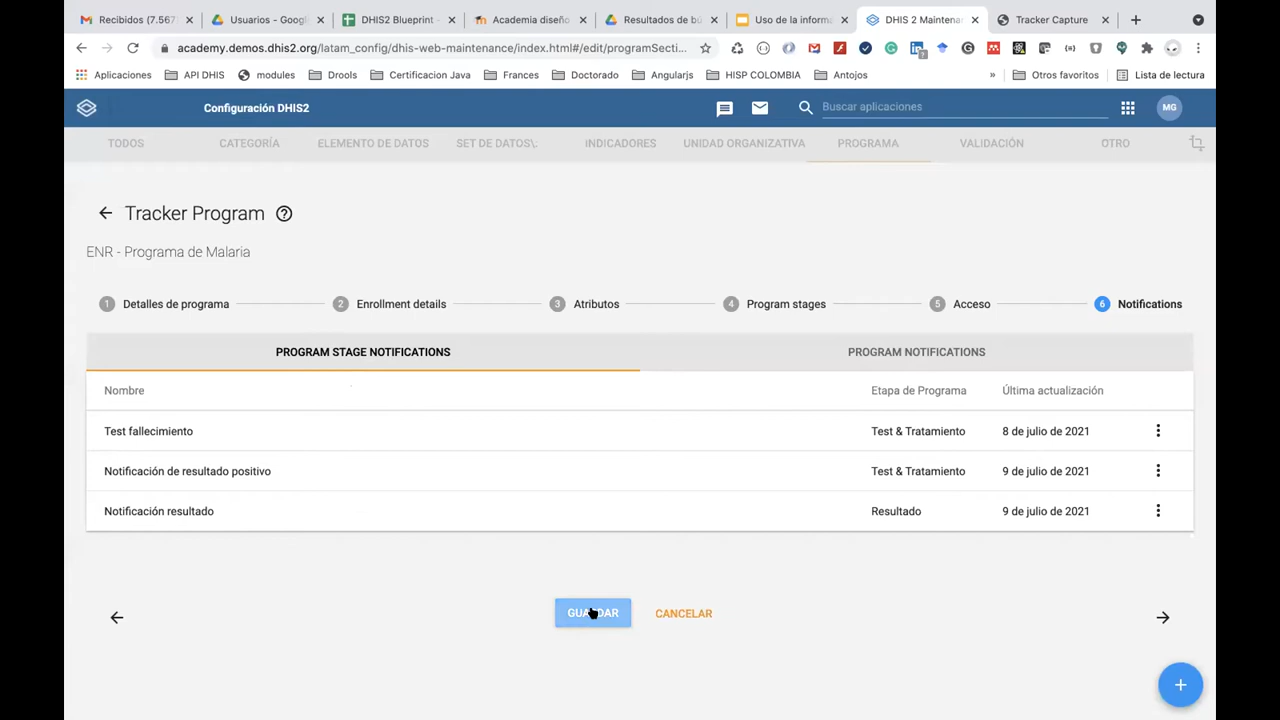 Recibidos (7.567)
Usuarios - Google
DHIS2 Blueprint -
Academia diseño
Resultados de bú
Uso de la informa
DHIS 2 Maintenan
Tracker Capture
academy.demos.dhis2.org/latam_config/dhis-web-maintenance/index.html#/edit/programSecti...
Aplicaciones
API DHIS
modules
Drools
Certificacion Java
Frances
Doctorado
Angularjs
HISP COLOMBIA
Antojos
»
Otros favoritos
Lista de lectura
Configuración DHIS2
Buscar aplicaciones
MG
TODOS
CATEGORÍA
ELEMENTO DE DATOS
SET DE DATOS\:
INDICADORES
UNIDAD ORGANIZATIVA
PROGRAMA
VALIDACIÓN
OTRO
Tracker Program
ENR - Programa de Malaria
1 Detalles de programa
2 Enrollment details
3 Atributos
4 Program stages
5 Acceso
6 Notifications
PROGRAM STAGE NOTIFICATIONS
PROGRAM NOTIFICATIONS
Nombre Etapa de Programa Última actualización
Test fallecimiento Test & Tratamiento 8 de julio de 2021
Notificación de resultado positivo Test & Tratamiento 9 de julio de 2021
Notificación resultado Resultado 9 de julio de 2021
GUARDAR
CANCELAR